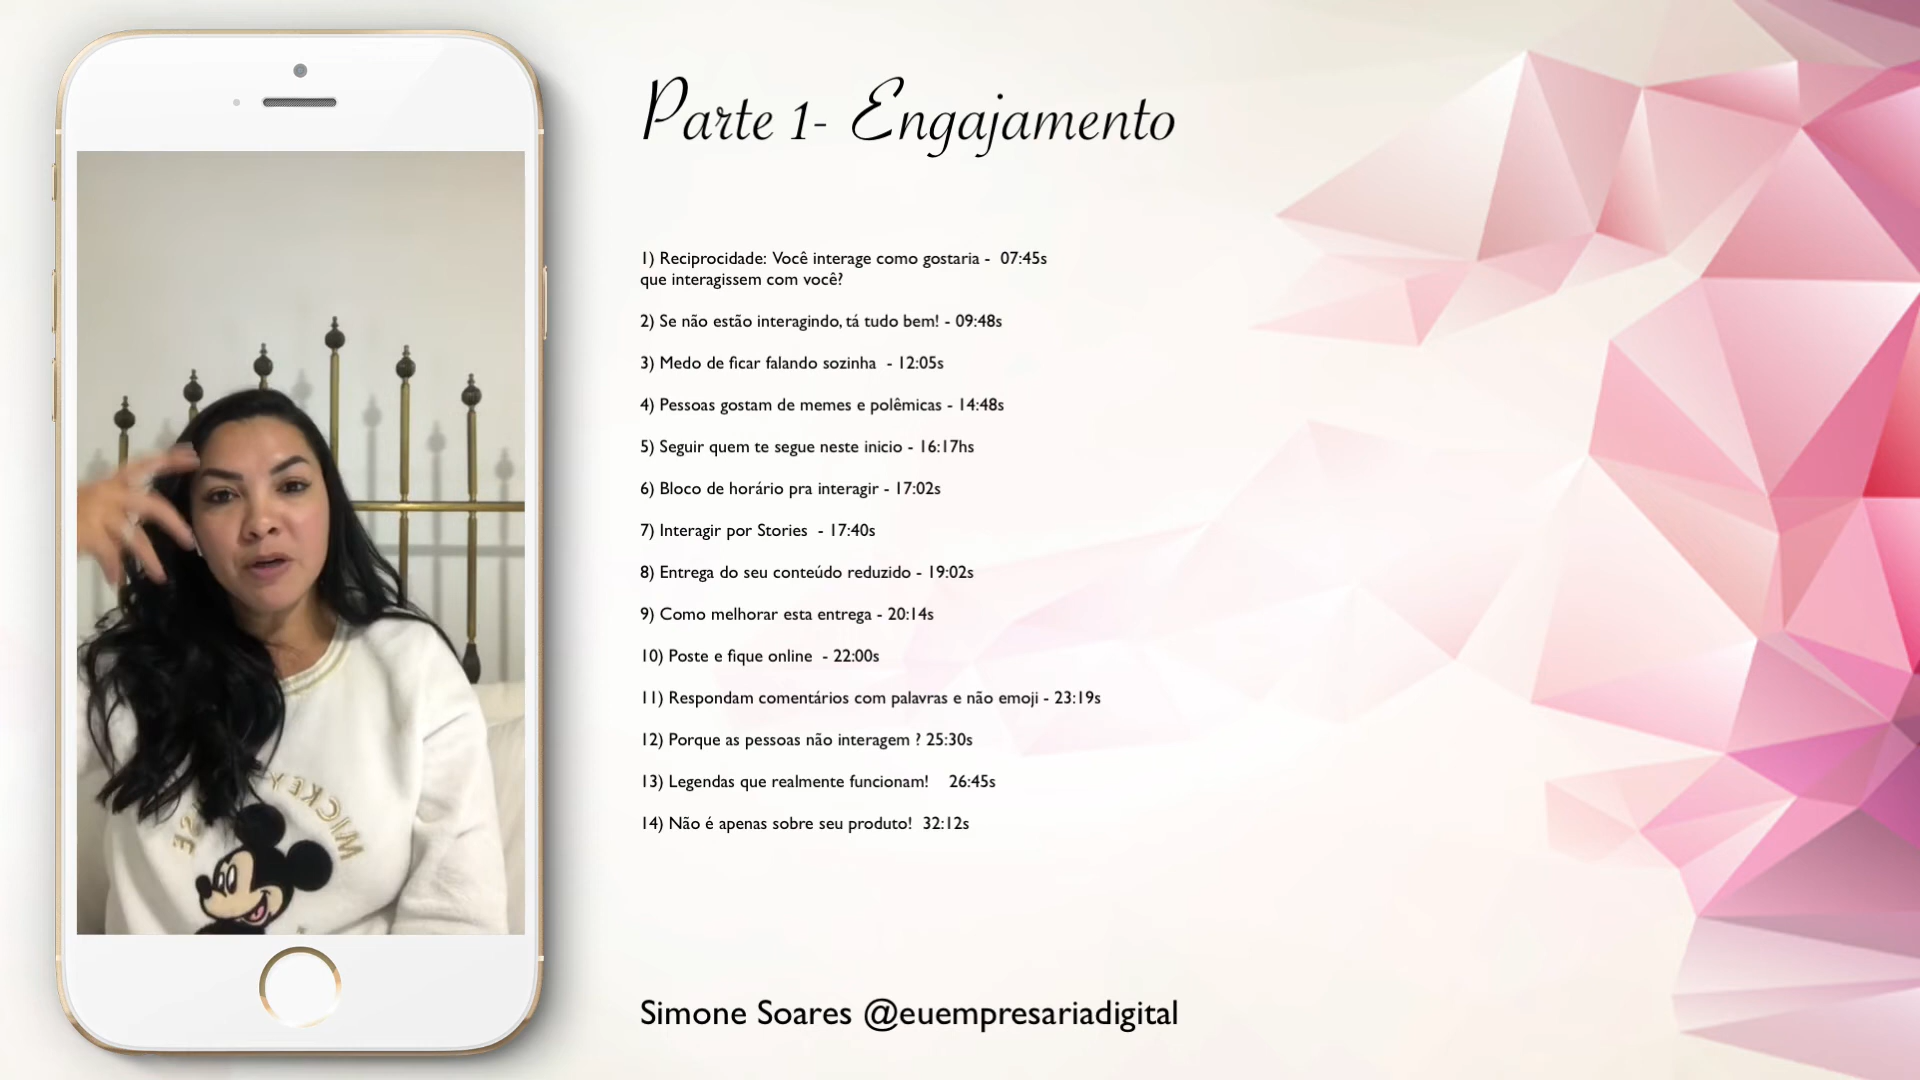 Parte 1- Engajamento
1) Reciprocidade: Você interage como gostaria - 07:45s
que interagissem com você?
2) Se não estão interagindo, tá tudo bem! - 09:48s
3) Medo de ficar falando sozinha - 12:05s
4) Pessoas gostam de memes e polêmicas - 14:48s
5) Seguir quem te segue neste inicio - 16:17hs
6) Bloco de horário pra interagir - 17:02s
7) Interagir por Stories - 17:40s
8) Entrega do seu conteúdo reduzido - 19:02s
9) Como melhorar esta entrega - 20:14s
10) Poste e fique online - 22:00s
11) Respondam comentários com palavras e não emoji - 23:19s
12) Porque as pessoas não interagem ? 25:30s
13) Legendas que realmente funcionam! 26:45s
14) Não é apenas sobre seu produto! 32:12s
Simone Soares @euempresariadigital
MICKEY